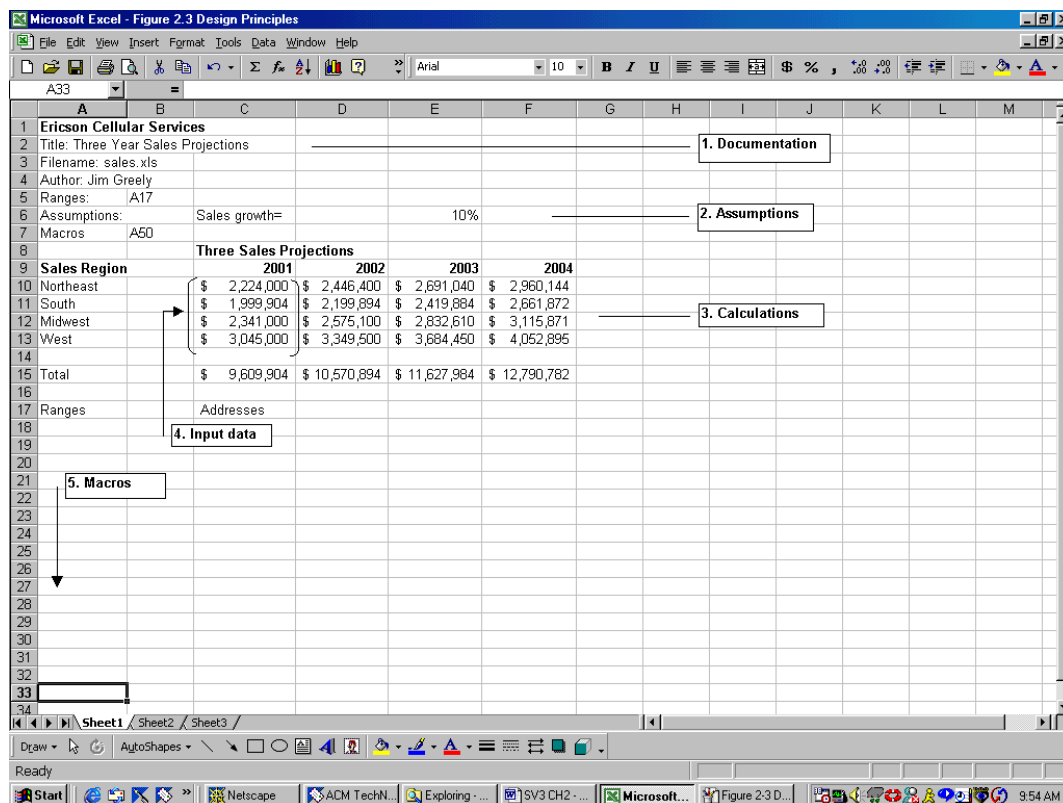 Microsoft Excel - Figure 2.3 Design Principles
File Edit View Insert Format Tools Data Window Help
Arial 10 B I U $ % ,
A33 =
A B C D E F G H I J K L M
1 Ericson Cellular Services
2 Title: Three Year Sales Projections 1. Documentation
3 Filename: sales.xls
4 Author: Jim Greely
5 Ranges: A17
6 Assumptions: Sales growth= 10% 2. Assumptions
7 Macros A50
8 Three Sales Projections
9 Sales Region 2001 2002 2003 2004
10 Northeast $ 2,224,000 $ 2,446,400 $ 2,691,040 $ 2,960,144
11 South $ 1,999,904 $ 2,199,894 $ 2,419,884 $ 2,661,872
12 Midwest $ 2,341,000 $ 2,575,100 $ 2,832,610 $ 3,115,871 3. Calculations
13 West $ 3,045,000 $ 3,349,500 $ 3,684,450 $ 4,052,895
14
15 Total $ 9,609,904 $ 10,570,894 $ 11,627,984 $ 12,790,782
16
17 Ranges Addresses
18 4. Input data
19
20
21 5. Macros
22
23
24
25
26
27
28
29
30
31
32
33
34
Sheet1 Sheet2 Sheet3
Draw AutoShapes
Ready
Start Netscape ACM TechN... Exploring - ... SV3 CH2 - ... Microsoft... Figure 2-3 D... 9:54 AM